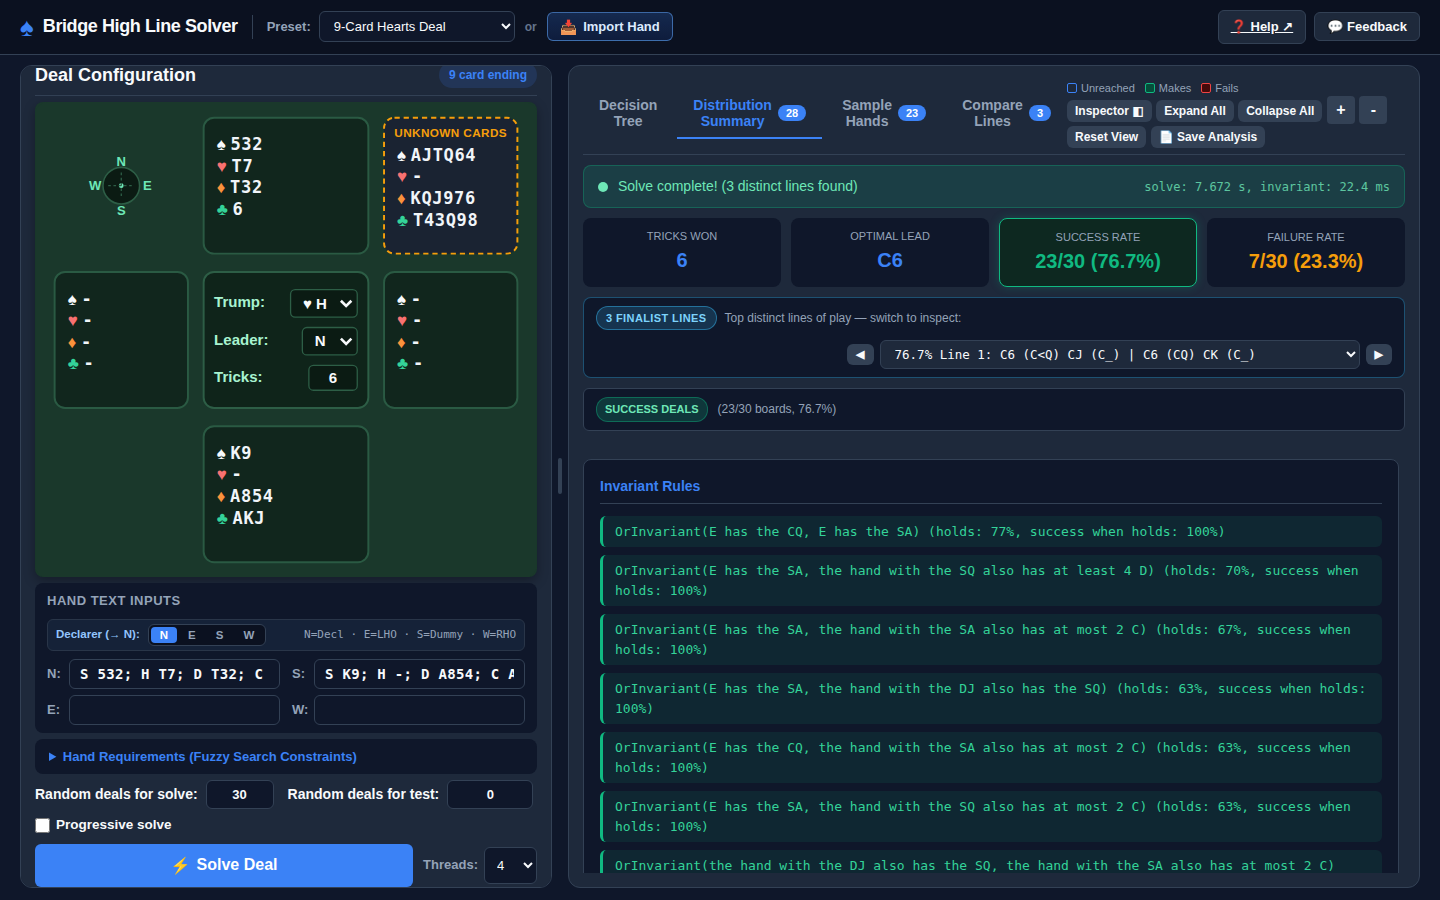 ♠ Bridge High Line Solver
Preset: 9-Card Hearts Deal or Import Hand
Help ↗ Feedback
Deal Configuration 9 card ending
N
W E
S
♠ 532
♥ T7
♦ T32
♣ 6
UNKNOWN CARDS
♠ AJTQ64
♥ -
♦ KQJ976
♣ T43Q98
♠ -
♥ -
♦ -
♣ -
Trump: ♥ H
Leader: N
Tricks: 6
♠ -
♥ -
♦ -
♣ -
♠ K9
♥ -
♦ A854
♣ AKJ
HAND TEXT INPUTS
Declarer (→ N): N E S W N=Decl · E=LHO · S=Dummy · W=RHO
N: S 532; H T7; D T32; C S: S K9; H -; D A854; C A
E: W:
▶ Hand Requirements (Fuzzy Search Constraints)
Random deals for solve: 30 Random deals for test: 0
Progressive solve
⚡ Solve Deal Threads: 4
Decision Tree
Distribution Summary 28
Sample Hands 23
Compare Lines 3
Unreached Makes Fails
Inspector ◧ Expand All Collapse All + -
Reset View 📄 Save Analysis
Solve complete! (3 distinct lines found) solve: 7.672 s, invariant: 22.4 ms
TRICKS WON
6
OPTIMAL LEAD
C6
SUCCESS RATE
23/30 (76.7%)
FAILURE RATE
7/30 (23.3%)
3 FINALIST LINES Top distinct lines of play — switch to inspect:
◀ 76.7% Line 1: C6 (C<Q) CJ (C_) | C6 (CQ) CK (C_) ▶
SUCCESS DEALS (23/30 boards, 76.7%)
Invariant Rules
OrInvariant(E has the CQ, E has the SA) (holds: 77%, success when holds: 100%)
OrInvariant(E has the SA, the hand with the SQ also has at least 4 D) (holds: 70%, success when
holds: 100%)
OrInvariant(E has the SA, the hand with the SA also has at most 2 C) (holds: 67%, success when
holds: 100%)
OrInvariant(E has the SA, the hand with the DJ also has the SQ) (holds: 63%, success when holds:
100%)
OrInvariant(E has the CQ, the hand with the SA also has at most 2 C) (holds: 63%, success when
holds: 100%)
OrInvariant(E has the SA, the hand with the SQ also has at most 2 C) (holds: 63%, success when
holds: 100%)
OrInvariant(the hand with the DJ also has the SQ, the hand with the SA also has at most 2 C)